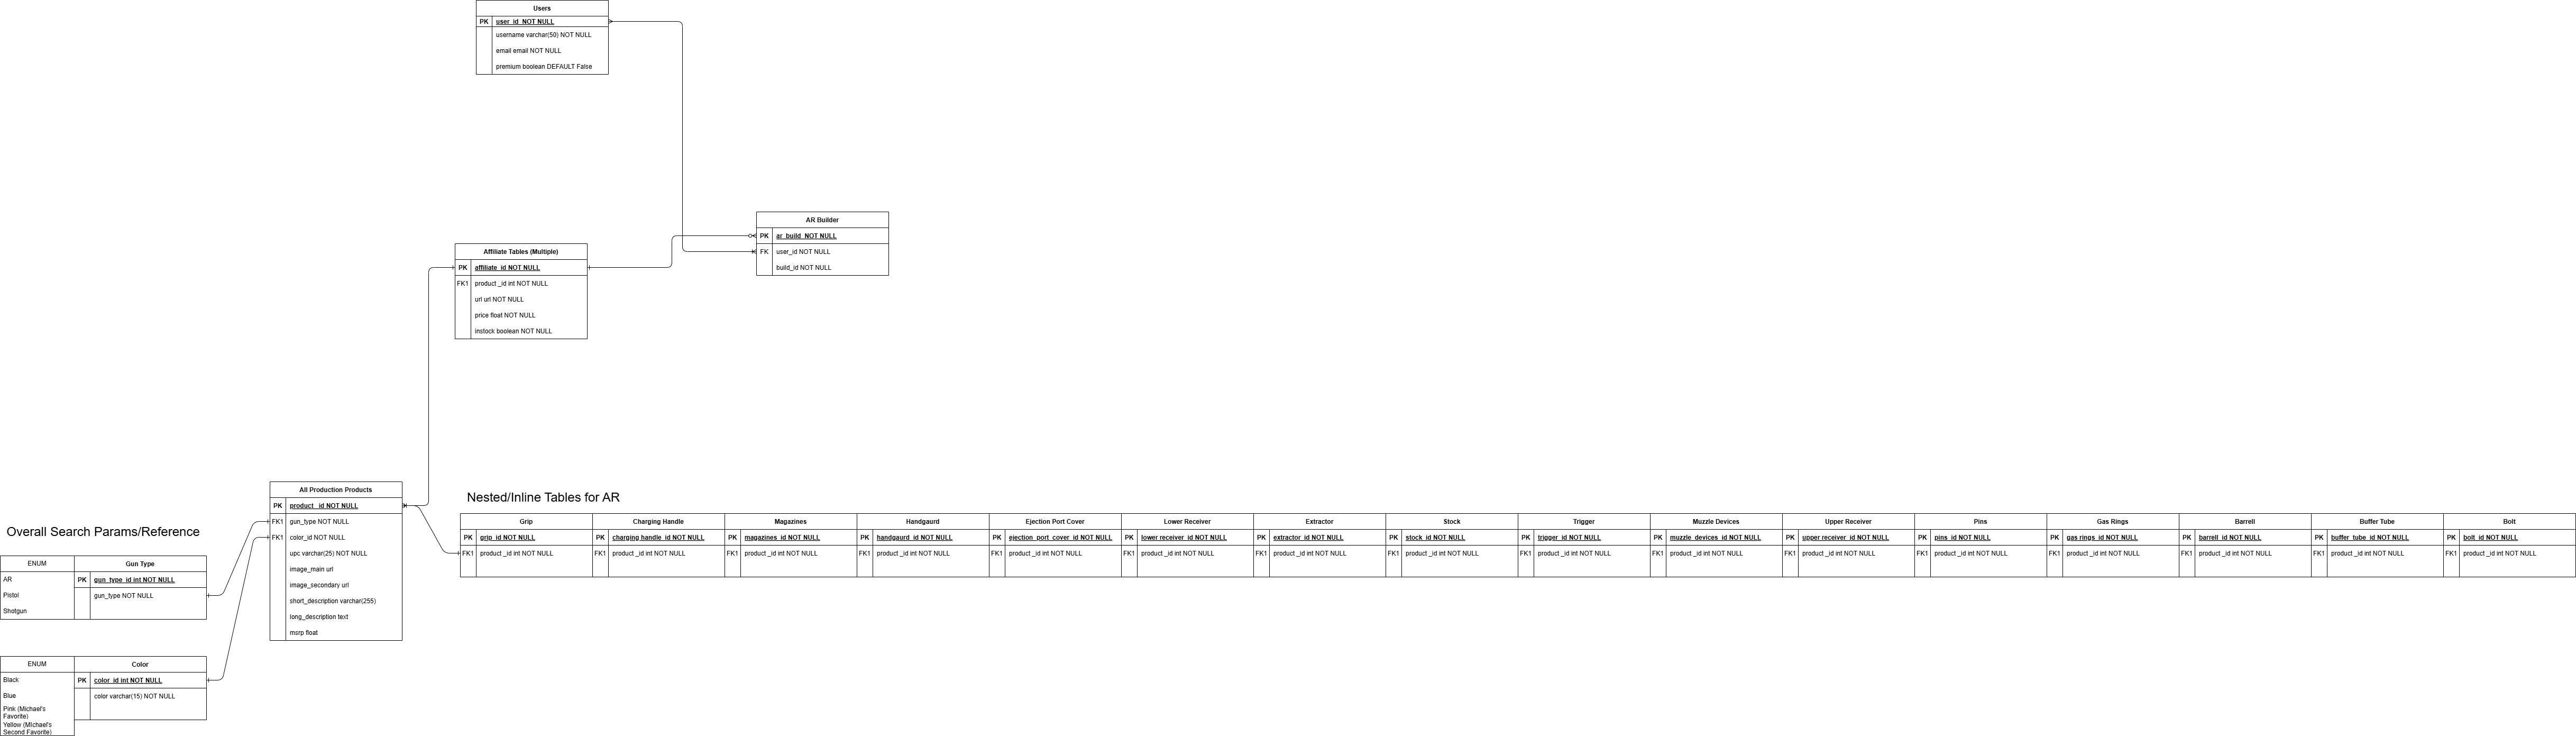 Users
PK user_id NOT NULL
username varchar(50) NOT NULL
email email NOT NULL
premium boolean DEFAULT False
AR Builder
PK ar_build NOT NULL
FK user_id NOT NULL
build_id NOT NULL
Affiliate Tables (Multiple)
PK affiliate_id NOT NULL
FK1 product _id int NOT NULL
url url NOT NULL
price float NOT NULL
instock boolean NOT NULL
All Production Products
PK product _id NOT NULL
FK1 gun_type NOT NULL
FK1 color_id NOT NULL
upc varchar(25) NOT NULL
image_main url
image_secondary url
short_description varchar(255)
long_description text
msrp float
Overall Search Params/Reference
ENUM
AR
Pistol
Shotgun
Gun Type
PK gun_type_id int NOT NULL
gun_type NOT NULL
ENUM
Black
Blue
Pink (Michael's
Favorite)
Yellow (Michael's
Second Favorite)
Color
PK color_id int NOT NULL
color varchar(15) NOT NULL
Nested/Inline Tables for AR
Grip
PK grip_id NOT NULL
FK1 product _id int NOT NULL
Charging Handle
PK charging handle_id NOT NULL
FK1 product _id int NOT NULL
Magazines
PK magazines_id NOT NULL
FK1 product _id int NOT NULL
Handgaurd
PK handgaurd_id NOT NULL
FK1 product _id int NOT NULL
Ejection Port Cover
PK ejection_port_cover_id NOT NULL
FK1 product _id int NOT NULL
Lower Receiver
PK lower receiver_id NOT NULL
FK1 product _id int NOT NULL
Extractor
PK extractor_id NOT NULL
FK1 product _id int NOT NULL
Stock
PK stock_id NOT NULL
FK1 product _id int NOT NULL
Trigger
PK trigger_id NOT NULL
FK1 product _id int NOT NULL
Muzzle Devices
PK muzzle_devices_id NOT NULL
FK1 product _id int NOT NULL
Upper Receiver
PK upper receiver_id NOT NULL
FK1 product _id int NOT NULL
Pins
PK pins_id NOT NULL
FK1 product _id int NOT NULL
Gas Rings
PK gas rings_id NOT NULL
FK1 product _id int NOT NULL
Barrell
PK barrell_id NOT NULL
FK1 product _id int NOT NULL
Buffer Tube
PK buffer_tube_id NOT NULL
FK1 product _id int NOT NULL
Bolt
PK bolt_id NOT NULL
FK1 product _id int NOT NULL